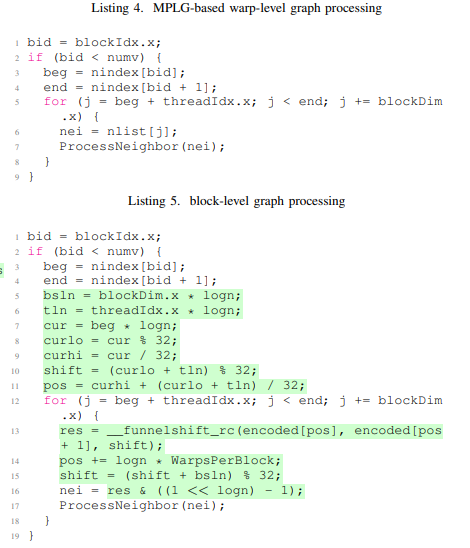 Listing 4. MPLG-based warp-level graph processing
1 bid = blockIdx.x;
2 if (bid < numv) {
3 beg = nindex[bid];
4 end = nindex[bid + 1];
5 for (j = beg + threadIdx.x; j < end; j += blockDim
.x) {
6 nei = nlist[j];
7 ProcessNeighbor(nei);
8 }
9 }
Listing 5. block-level graph processing
1 bid = blockIdx.x;
2 if (bid < numv) {
s
3 beg = nindex[bid];
4 end = nindex[bid + 1];
5 bsln = blockDim.x * logn;
6 tln = threadIdx.x * logn;
7 cur = beg * logn;
8 curlo = cur % 32;
9 curhi = cur / 32;
10 shift = (curlo + tln) % 32;
11 pos = curhi + (curlo + tln) / 32;
12 for (j = beg + threadIdx.x; j < end; j += blockDim
.x) {
13 res = __funnelshift_rc(encoded[pos], encoded[pos
+ 1], shift);
14 pos += logn * WarpsPerBlock;
15 shift = (shift + bsln) % 32;
16 nei = res & ((1 << logn) - 1);
17 ProcessNeighbor(nei);
18 }
19 }